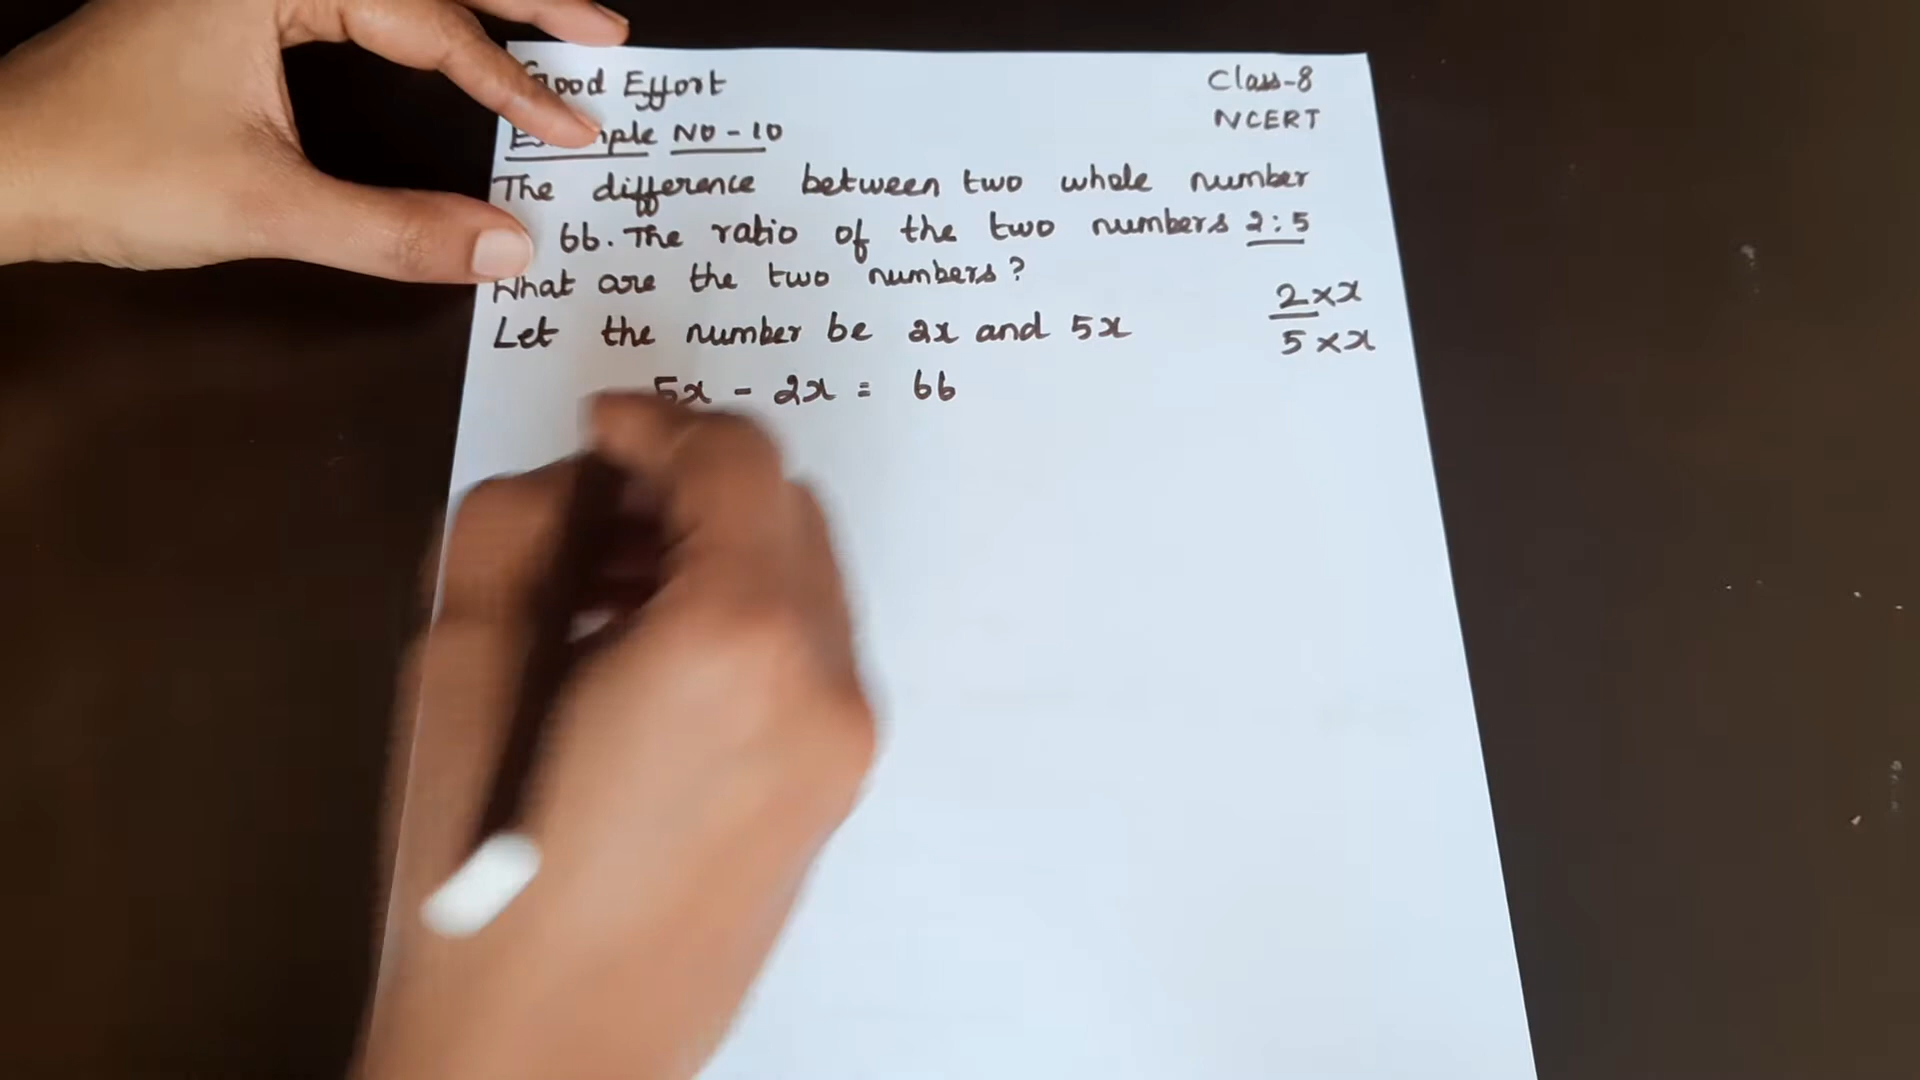 Good Effort
Class-8
NCERT
Example NO - 10
The difference between two whole number
66. The ratio of the two numbers 2:5
What are the two numbers?
Let the number be 2x and 5x
2×x
5×x
5x - 2x = 66